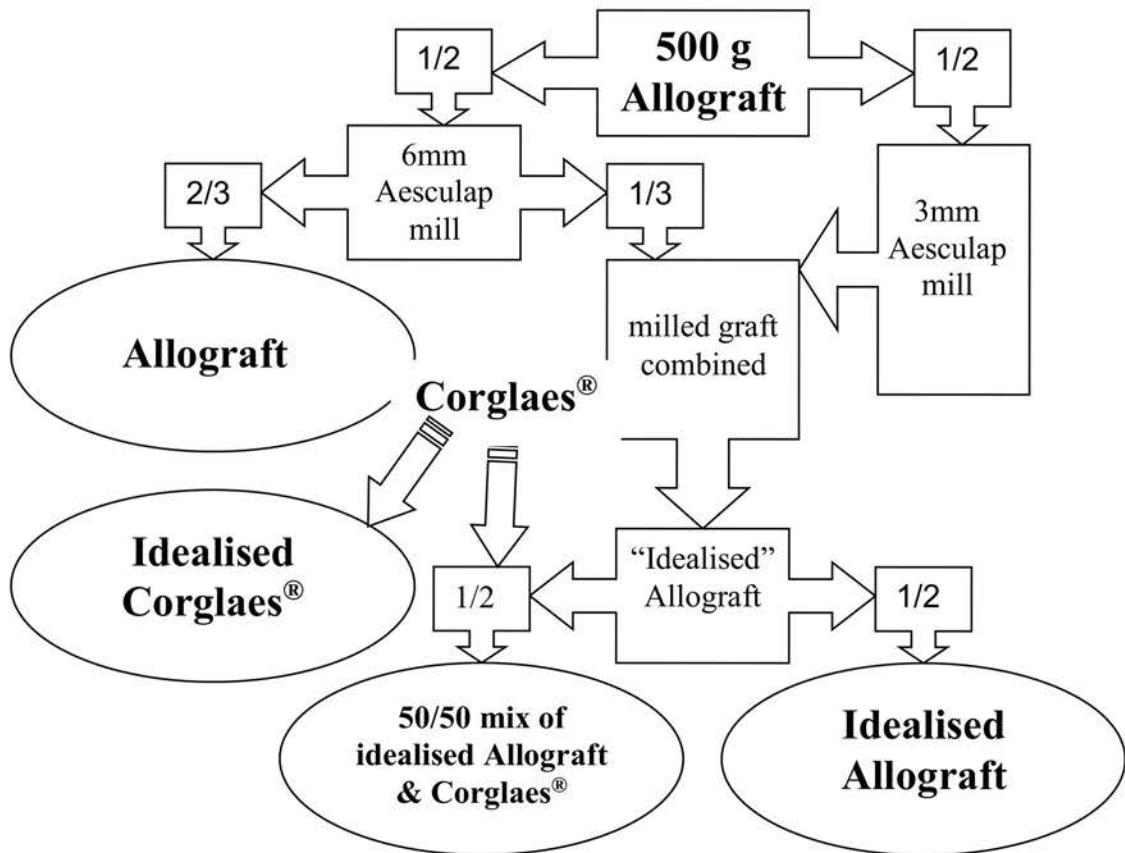 1/2
500 g
Allograft
1/2
2/3
6mm
Aesculap
mill
1/3
3mm
Aesculap
mill
Allograft
milled graft
combined
Corglaes®
Idealised
Corglaes®
1/2
“Idealised”
Allograft
1/2
50/50 mix of
idealised Allograft
& Corglaes®
Idealised
Allograft